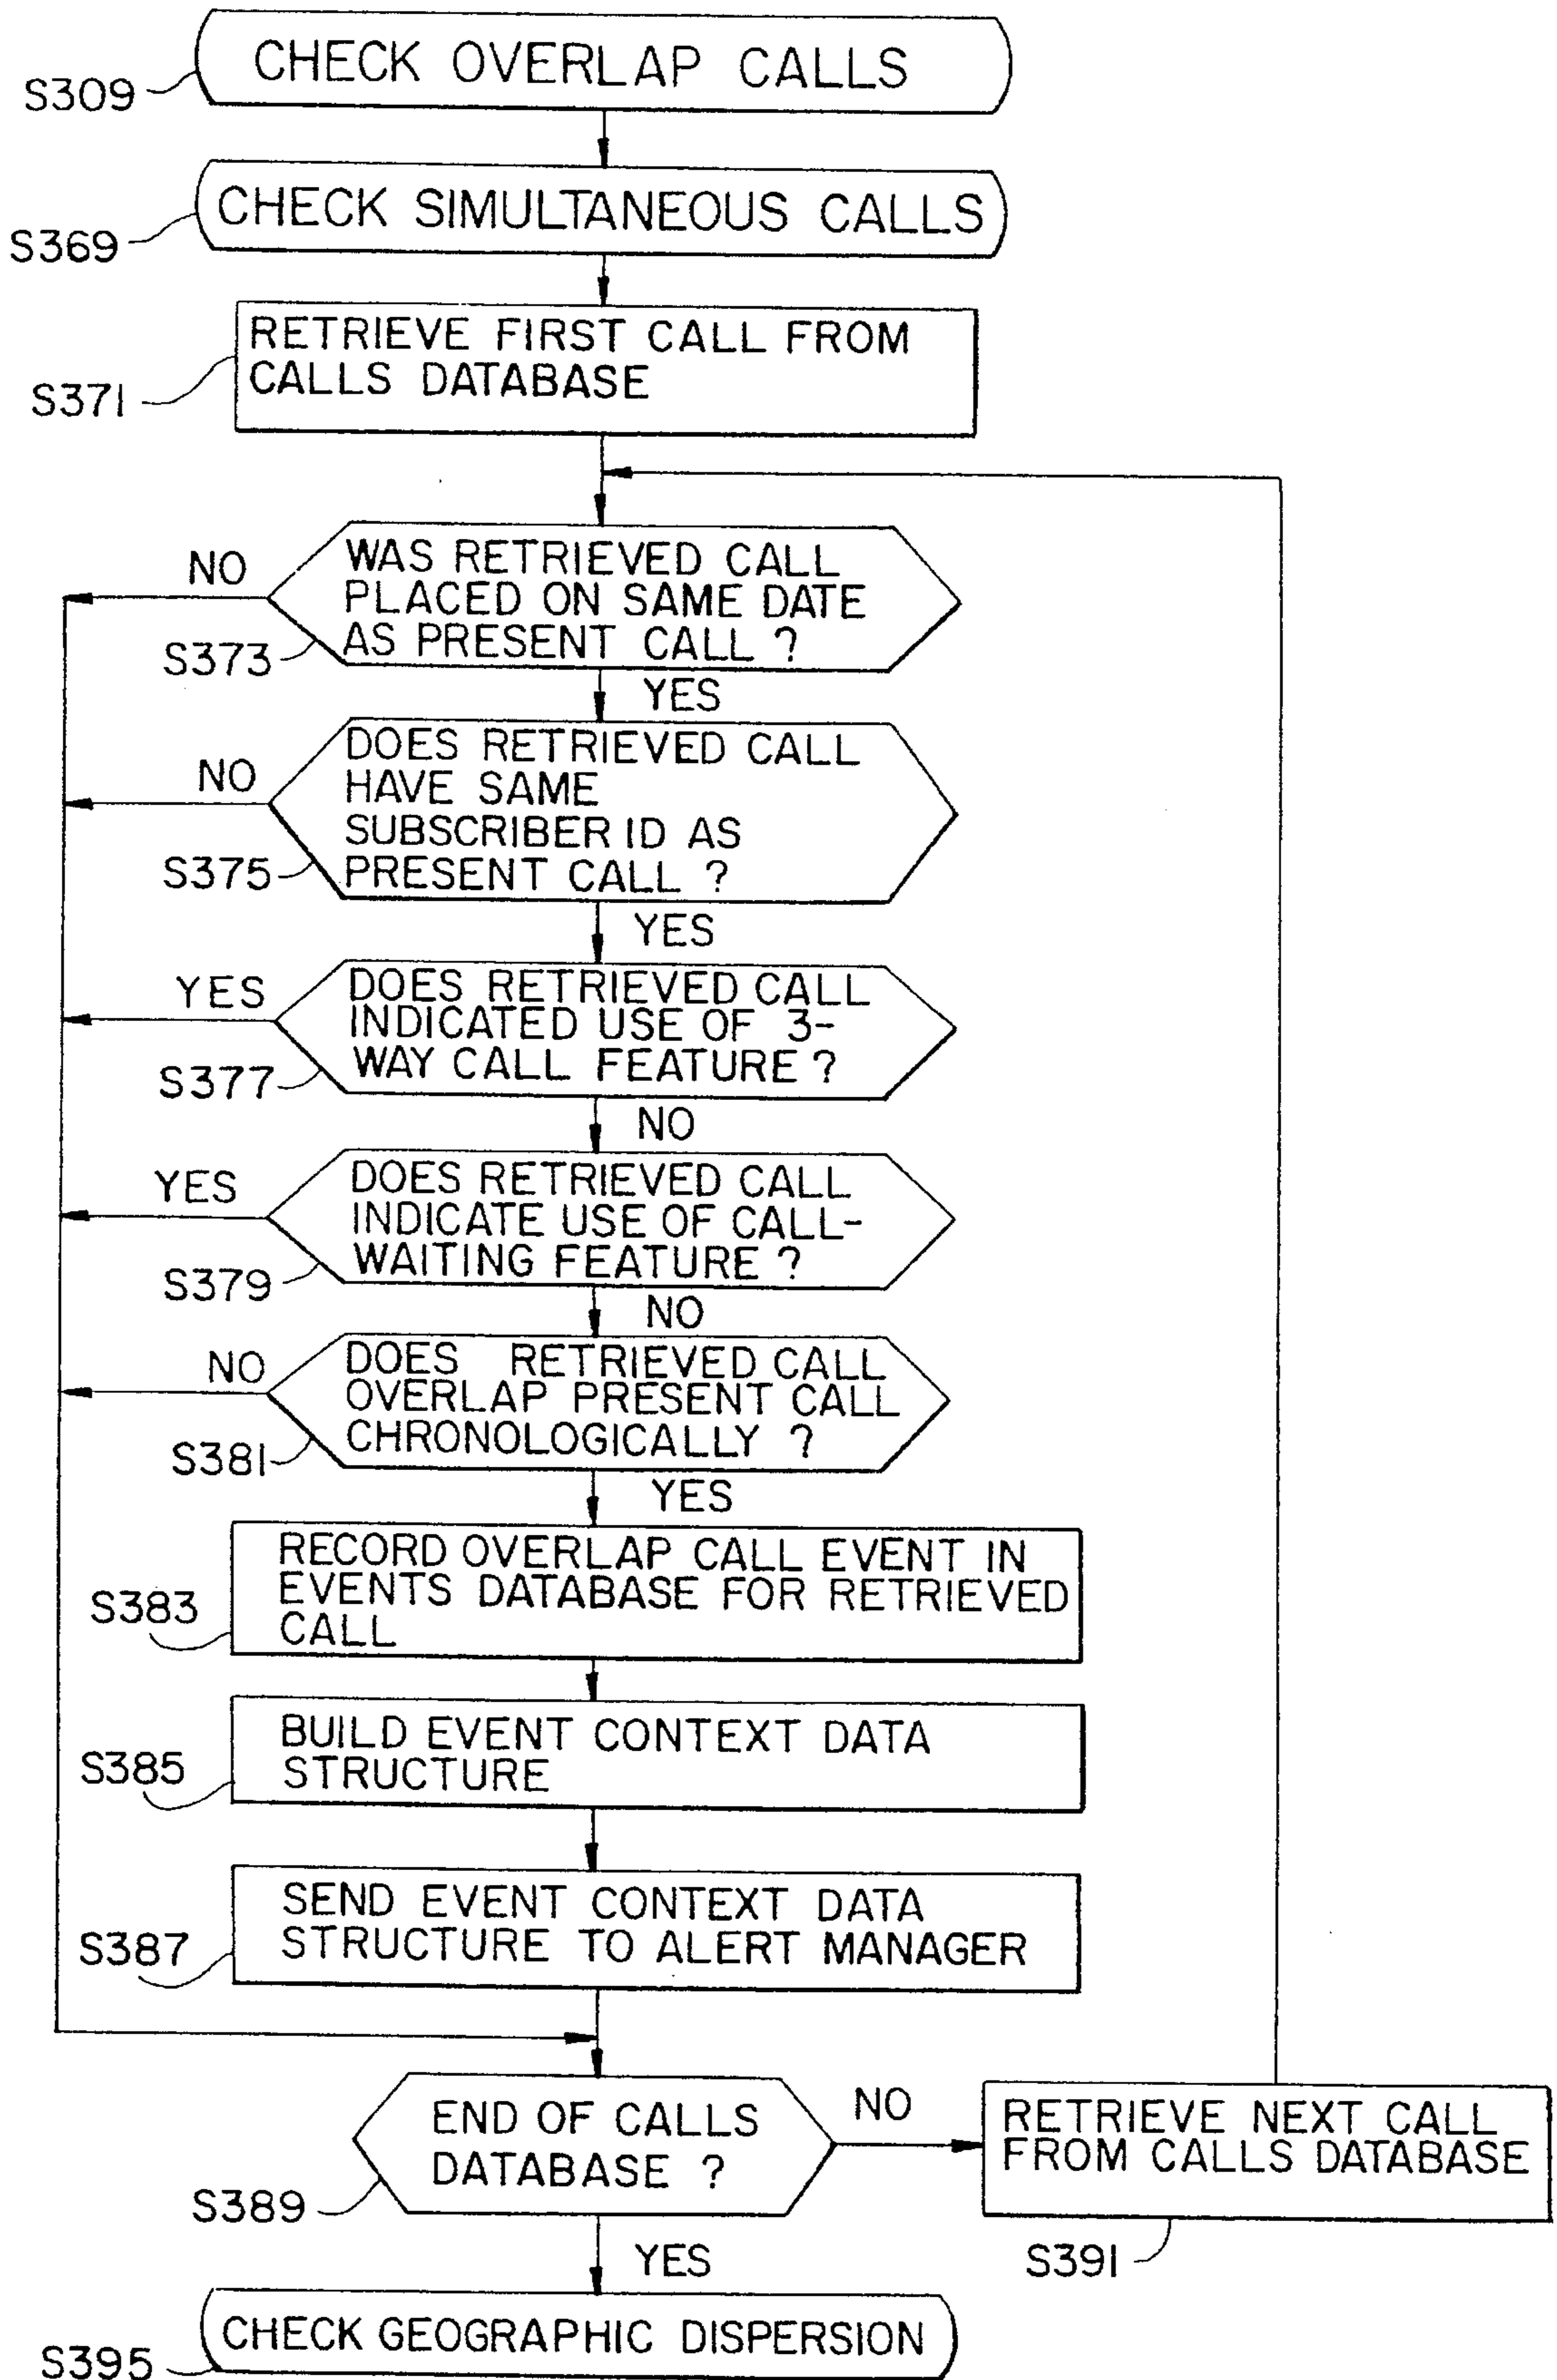 CHECK OVERLAP CALLS
S309
CHECK SIMULTANEOUS CALLS
S369
RETRIEVE FIRST CALL FROM
CALLS DATABASE
S371
WAS RETRIEVED CALL
PLACED ON SAME DATE
AS PRESENT CALL ?
NO
S373
YES
DOES RETRIEVED CALL
HAVE SAME
SUBSCRIBER ID AS
PRESENT CALL ?
NO
S375
YES
DOES RETRIEVED CALL
INDICATED USE OF 3-
WAY CALL FEATURE ?
YES
S377
NO
DOES RETRIEVED CALL
INDICATE USE OF CALL-
WAITING FEATURE ?
YES
S379
NO
DOES RETRIEVED CALL
OVERLAP PRESENT CALL
CHRONOLOGICALLY ?
NO
S381
YES
RECORD OVERLAP CALL EVENT IN
EVENTS DATABASE FOR RETRIEVED
CALL
S383
BUILD EVENT CONTEXT DATA
STRUCTURE
S385
SEND EVENT CONTEXT DATA
STRUCTURE TO ALERT MANAGER
S387
END OF CALLS
DATABASE ?
S389
NO
RETRIEVE NEXT CALL
FROM CALLS DATABASE
S391
YES
CHECK GEOGRAPHIC DISPERSION
S395